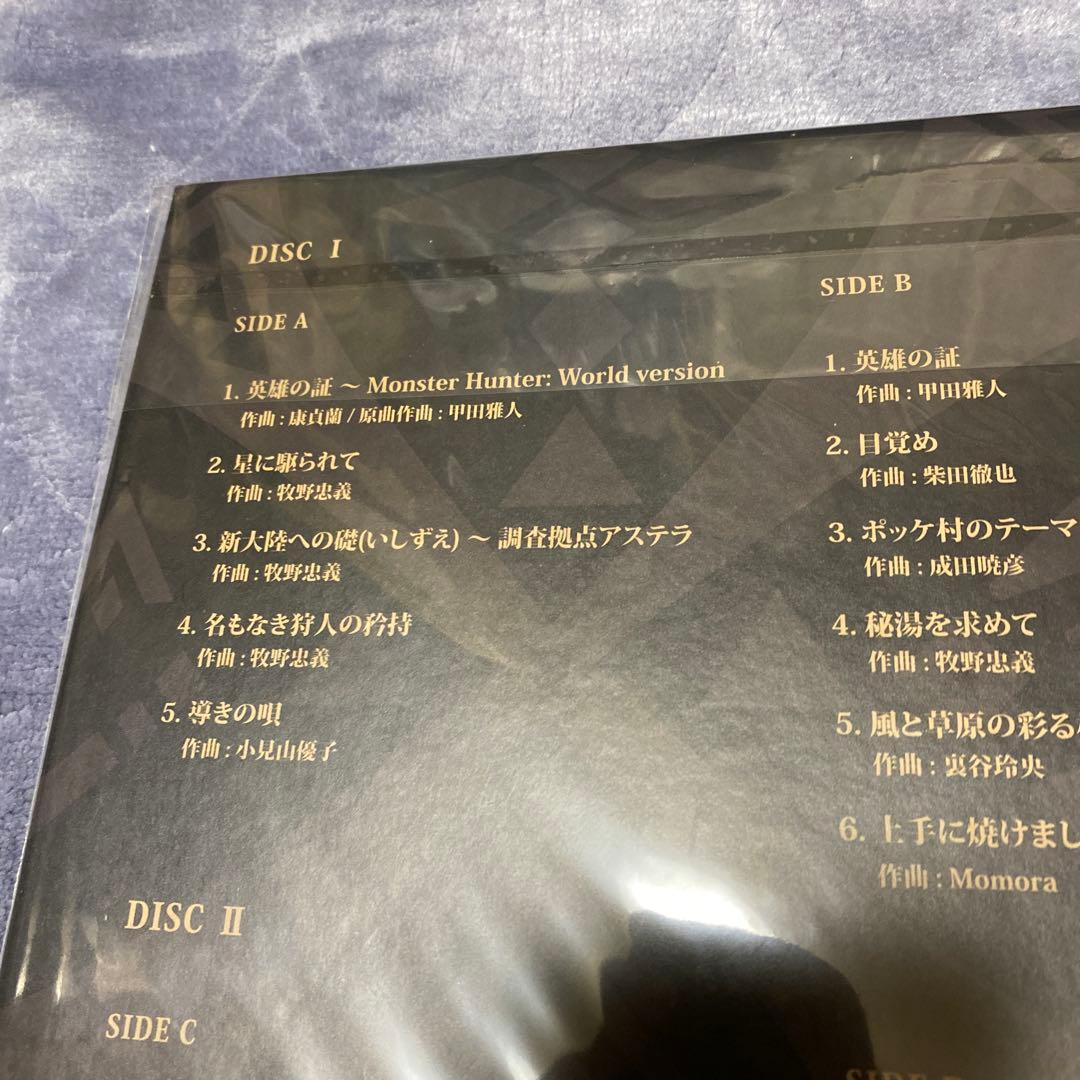 DISC Ⅰ
SIDE A
1. 英雄の証 ～ Monster Hunter: World version
作曲 : 康貞蘭 / 原曲作曲 : 甲田雅人
2. 星に駆られて
作曲 : 牧野忠義
3. 新大陸への礎(いしずえ) ～ 調査拠点アステラ
作曲 : 牧野忠義
4. 名もなき狩人の矜持
作曲 : 牧野忠義
5. 導きの唄
作曲 : 小見山優子
SIDE B
1. 英雄の証
作曲 : 甲田雅人
2. 目覚め
作曲 : 柴田徹也
3. ポッケ村のテーマ
作曲 : 成田暁彦
4. 秘湯を求めて
作曲 : 牧野忠義
5. 風と草原の彩る
作曲 : 裏谷玲央
6. 上手に焼けまし
作曲 : Momora
DISC Ⅱ
SIDE C
SIDE